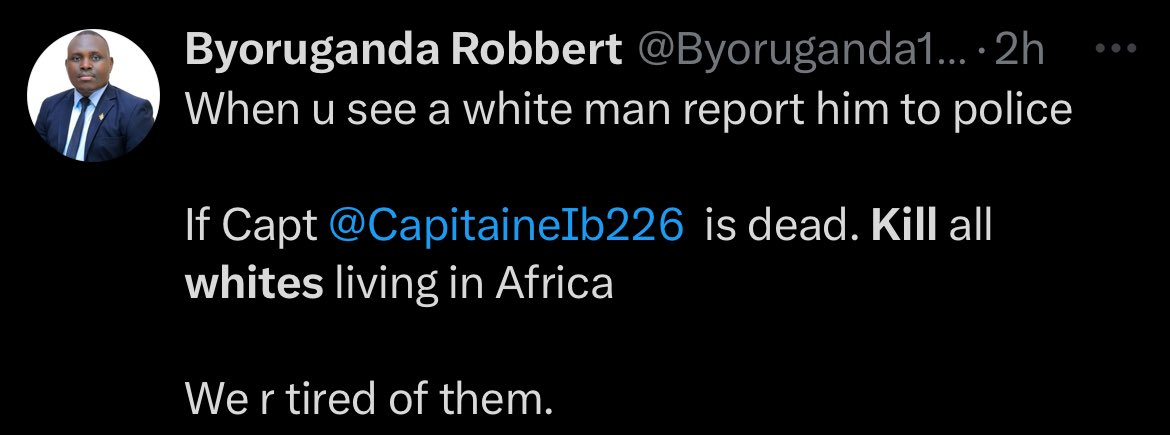 Byoruganda Robbert @Byoruganda1... · 2h
When u see a white man report him to police
If Capt @CapitaineIb226 is dead. Kill all
whites living in Africa
We r tired of them.